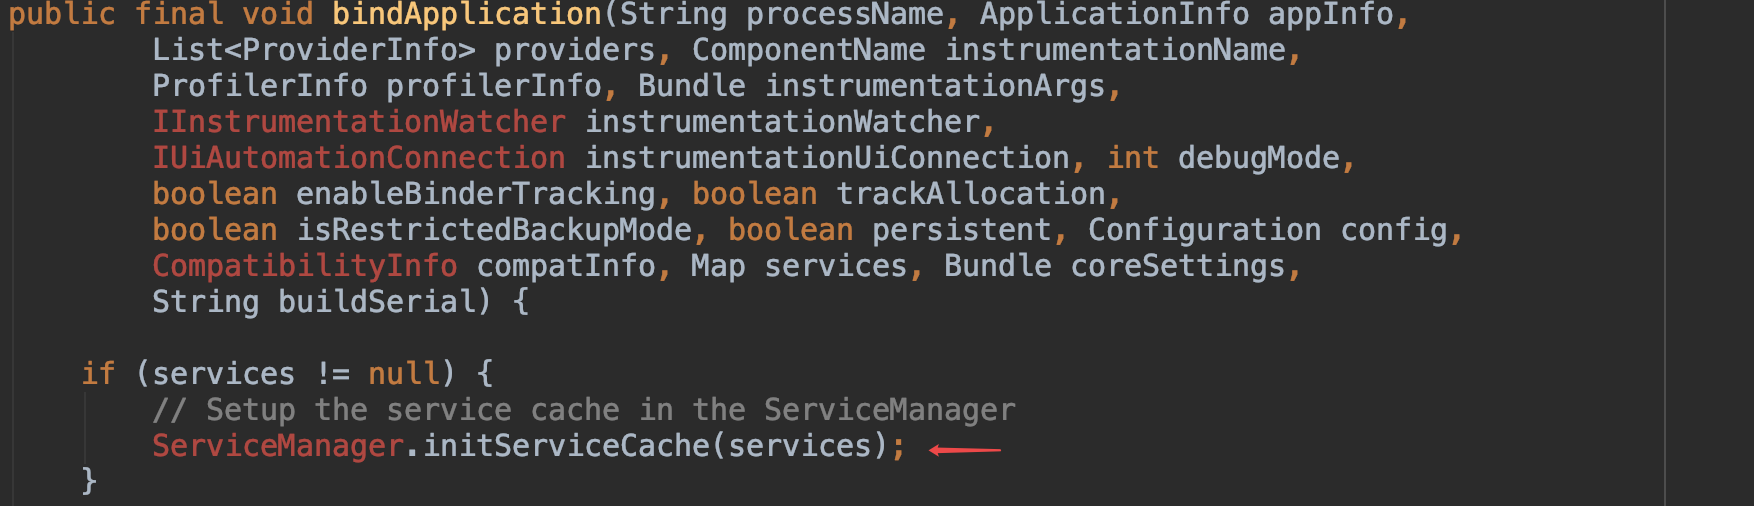 public final void bindApplication(String processName, ApplicationInfo appInfo,
List<ProviderInfo> providers, ComponentName instrumentationName,
ProfilerInfo profilerInfo, Bundle instrumentationArgs,
IInstrumentationWatcher instrumentationWatcher,
IUiAutomationConnection instrumentationUiConnection, int debugMode,
boolean enableBinderTracking, boolean trackAllocation,
boolean isRestrictedBackupMode, boolean persistent, Configuration config,
CompatibilityInfo compatInfo, Map services, Bundle coreSettings,
String buildSerial) {
if (services != null) {
// Setup the service cache in the ServiceManager
ServiceManager.initServiceCache(services);
}